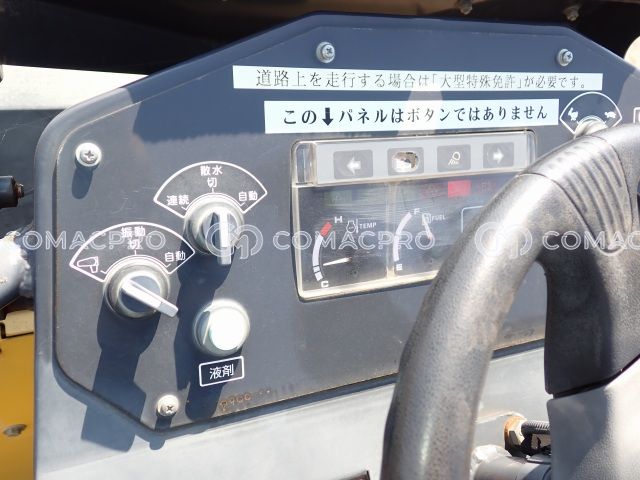 道路上を走行する場合は「大型特殊免許」が必要です。
この↓パネルはボタンではありません
散水
切
連続 自動
振動
切
自動
H
TEMP
C
F
FUEL
E
液剤
COMACPRO COMACPRO COMACPRO